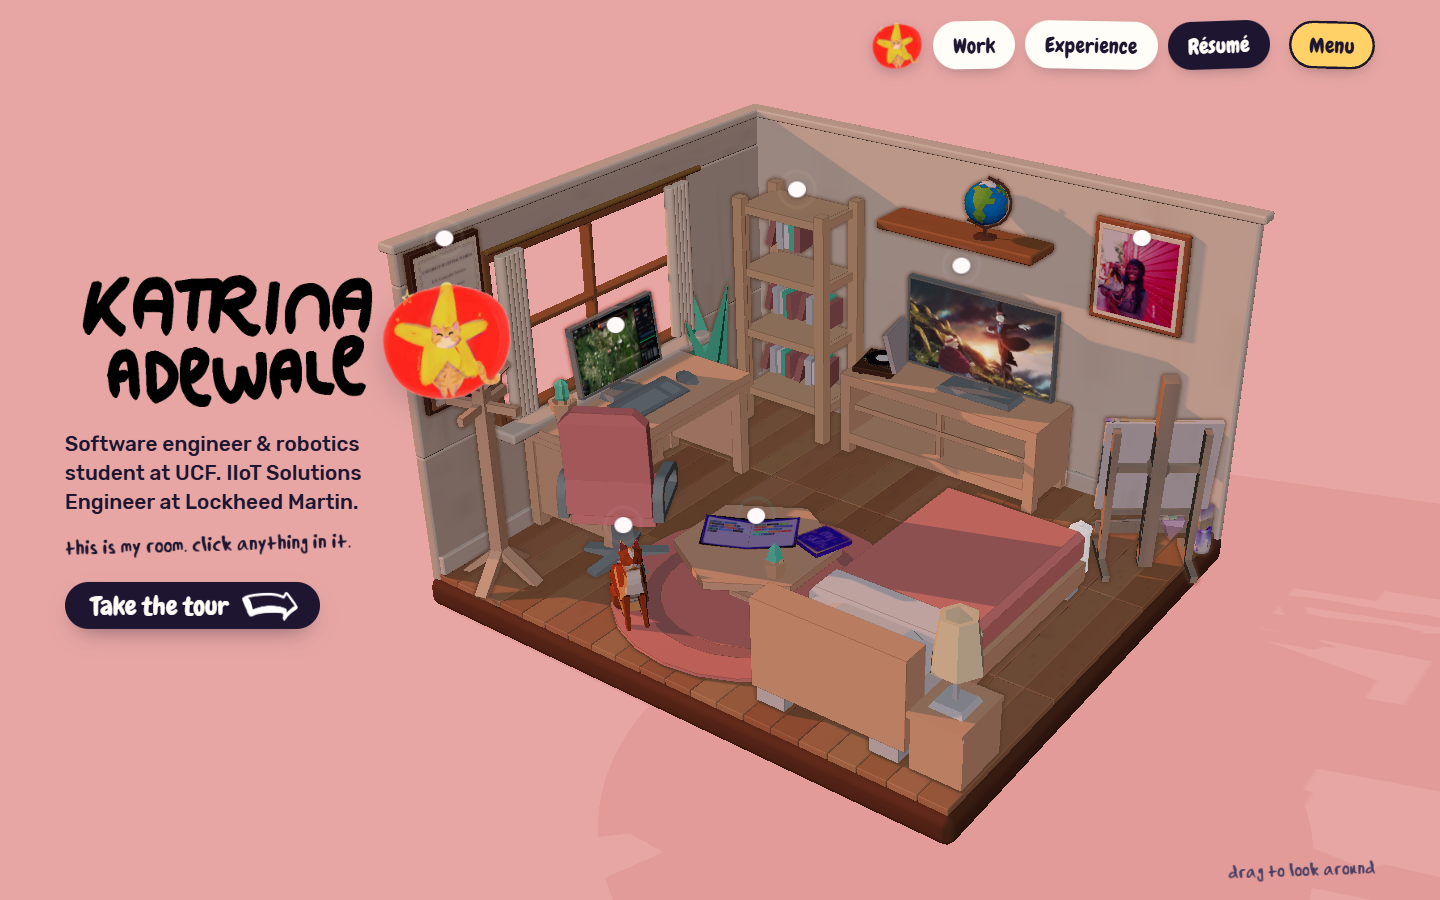 Work
Experience
Résumé
Menu
KATRINA
ADEWALE
Software engineer & robotics
student at UCF. IIoT Solutions
Engineer at Lockheed Martin.
this is my room. click anything in it.
Take the tour
drag to look around